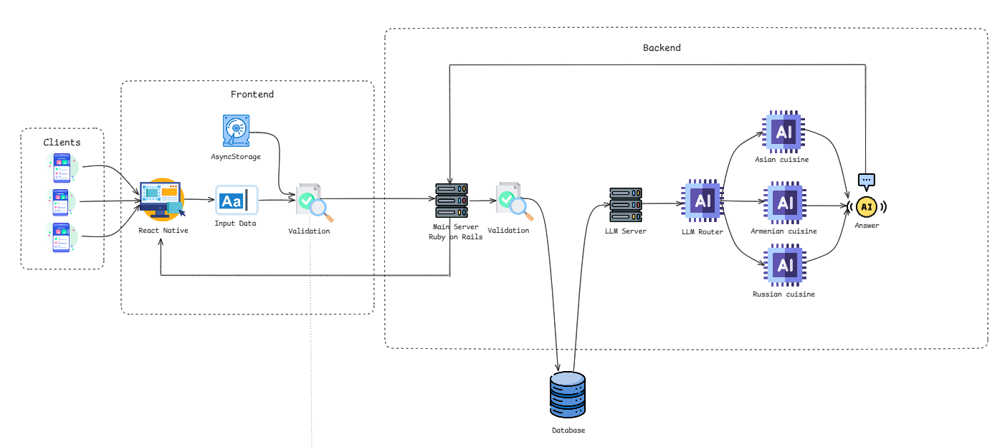 Backend
Frontend
Clients
AsyncStorage
Aa
React Native
Input Data
Validation
Main Server
Ruby on Rails
Validation
LLM Server
LLM Router
AI
AI
Asian cuisine
AI
Armenian cuisine
AI
Russian cuisine
AI
Answer
Database